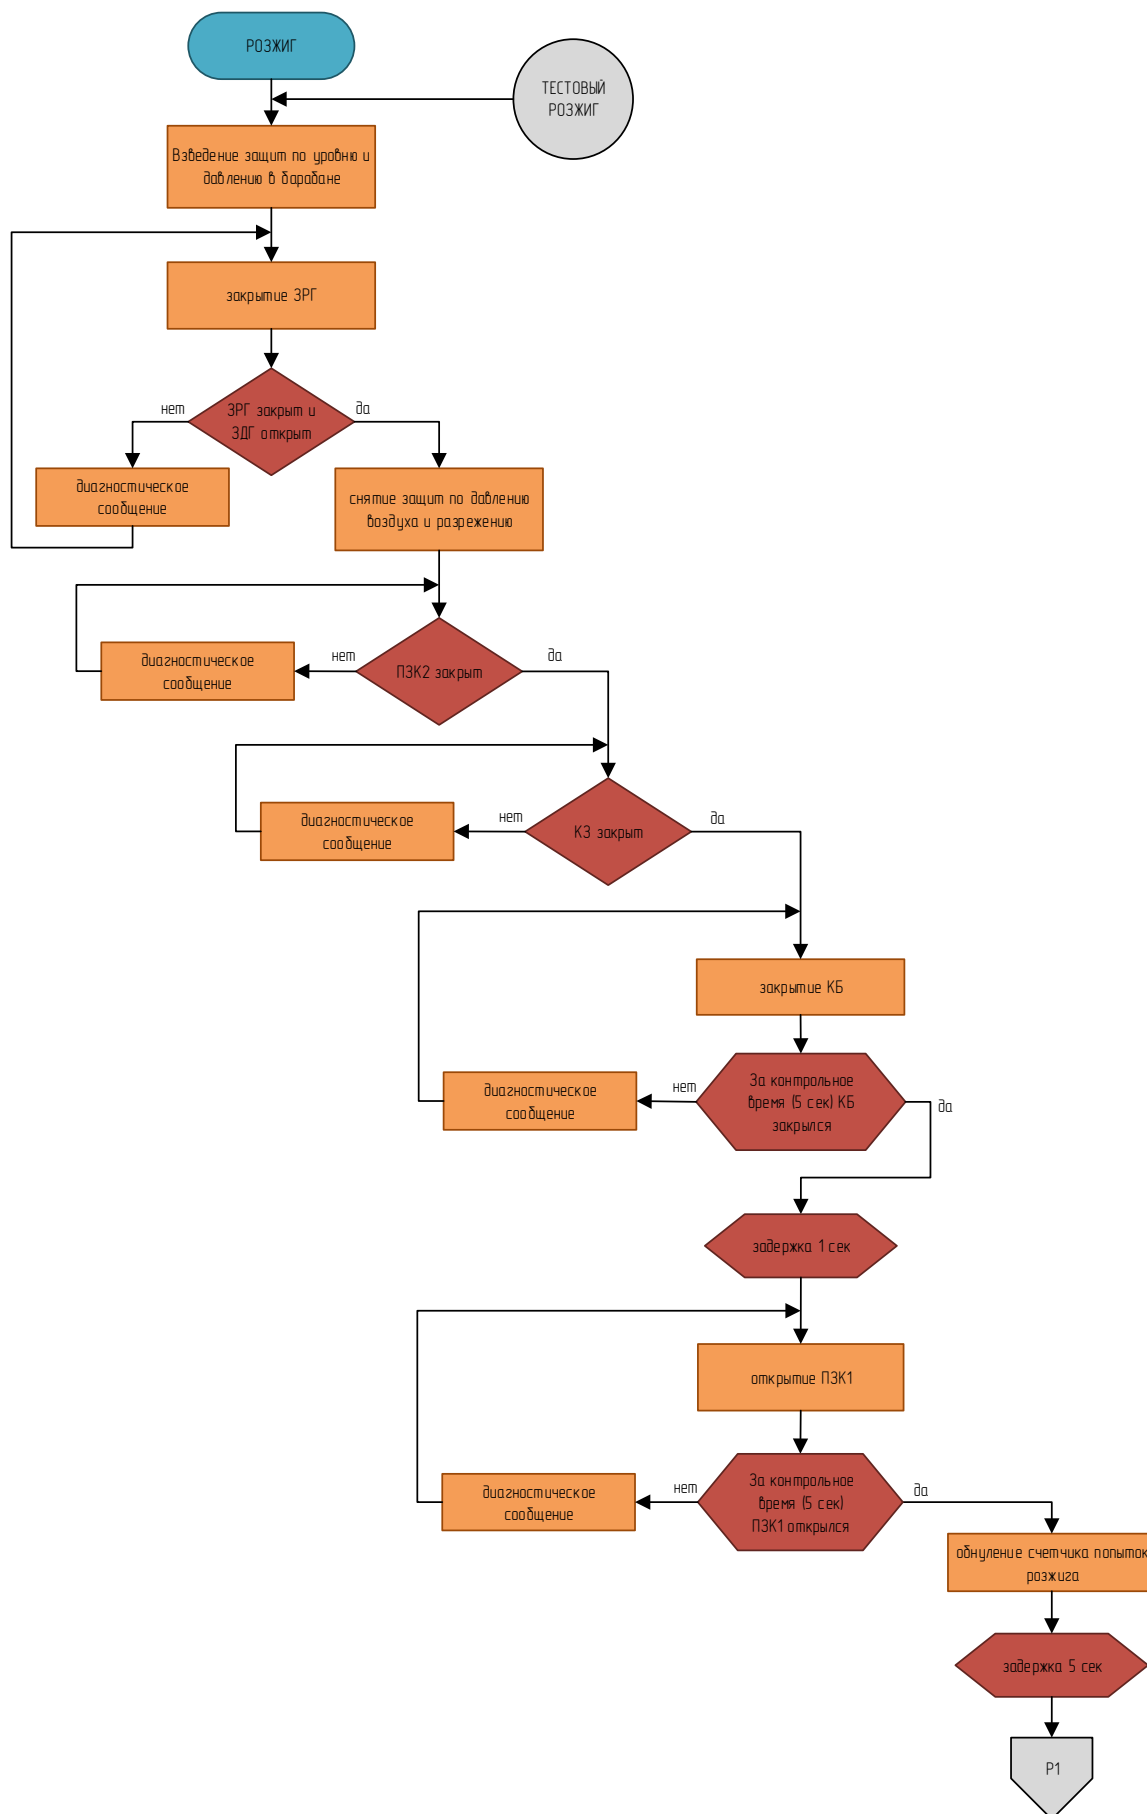 РОЗЖИГ
ТЕСТОВЫЙ
РОЗЖИГ
Взведение защит по уровню и
давлению в барабане
закрытие ЗРГ
ЗРГ закрыт и
ЗДГ открыт
нет
да
диагностическое
сообщение
снятие защит по давлению
воздуха и разрежению
ПЗК2 закрыт
нет
да
диагностическое
сообщение
КЗ закрыт
нет
да
диагностическое
сообщение
закрытие КБ
За контрольное
время (5 сек) КБ
закрылся
нет
да
диагностическое
сообщение
задержка 1 сек
открытие ПЗК1
За контрольное
время (5 сек)
ПЗК1 открылся
нет
да
диагностическое
сообщение
обнуление счетчика попыток
розжига
задержка 5 сек
Р1